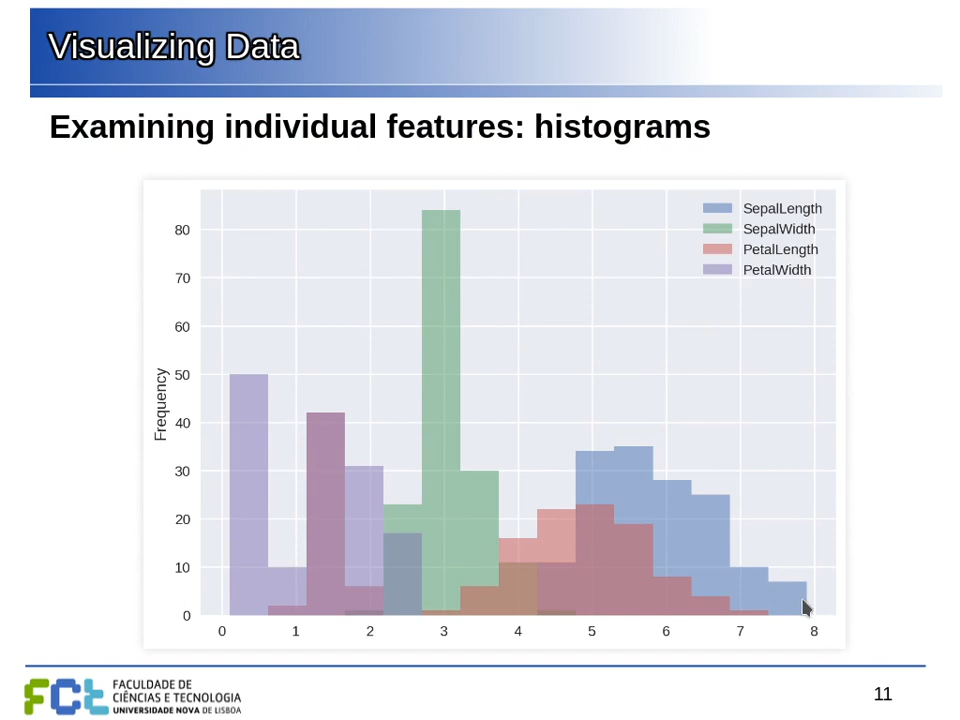 Visualizing Data
Examining individual features: histograms
SepalLength
SepalWidth
PetalLength
PetalWidth
Frequency
80
70
60
50
40
30
20
10
0
0 1 2 3 4 5 6 7 8
FCt
FACULDADE DE
CIÊNCIAS E TECNOLOGIA
UNIVERSIDADE NOVA DE LISBOA
11